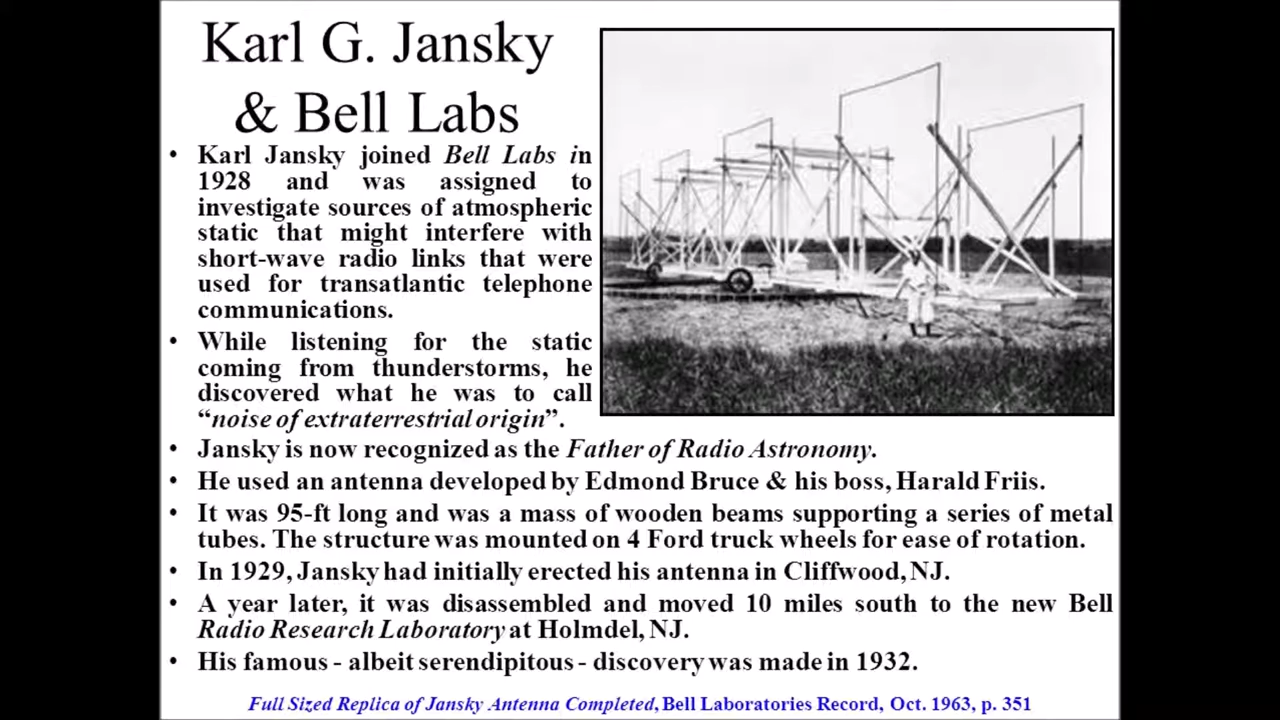 Karl G. Jansky
& Bell Labs
• Karl Jansky joined Bell Labs in
1928 and was assigned to
investigate sources of atmospheric
static that might interfere with
short-wave radio links that were
used for transatlantic telephone
communications.
• While listening for the static
coming from thunderstorms, he
discovered what he was to call
“noise of extraterrestrial origin”.
• Jansky is now recognized as the Father of Radio Astronomy.
• He used an antenna developed by Edmond Bruce & his boss, Harald Friis.
• It was 95-ft long and was a mass of wooden beams supporting a series of metal
tubes. The structure was mounted on 4 Ford truck wheels for ease of rotation.
• In 1929, Jansky had initially erected his antenna in Cliffwood, NJ.
• A year later, it was disassembled and moved 10 miles south to the new Bell
Radio Research Laboratory at Holmdel, NJ.
• His famous - albeit serendipitous - discovery was made in 1932.
Full Sized Replica of Jansky Antenna Completed, Bell Laboratories Record, Oct. 1963, p. 351